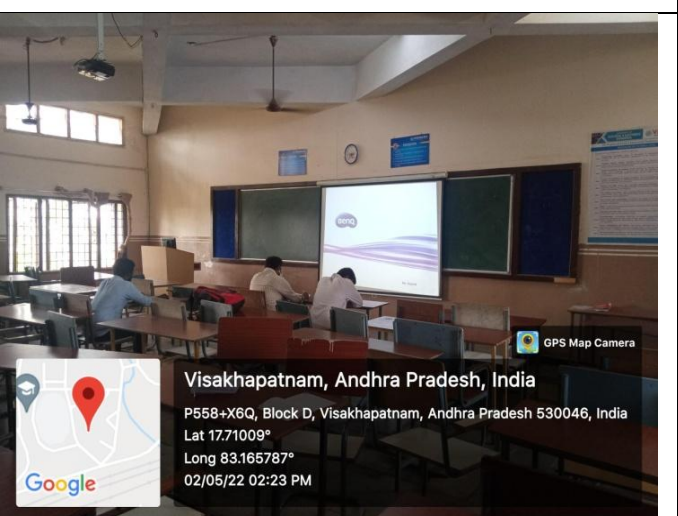 BenQ
GPS Map Camera
Visakhapatnam, Andhra Pradesh, India
P558+X6Q, Block D, Visakhapatnam, Andhra Pradesh 530046, India
Lat 17.71009°
Long 83.165787°
02/05/22 02:23 PM
Google